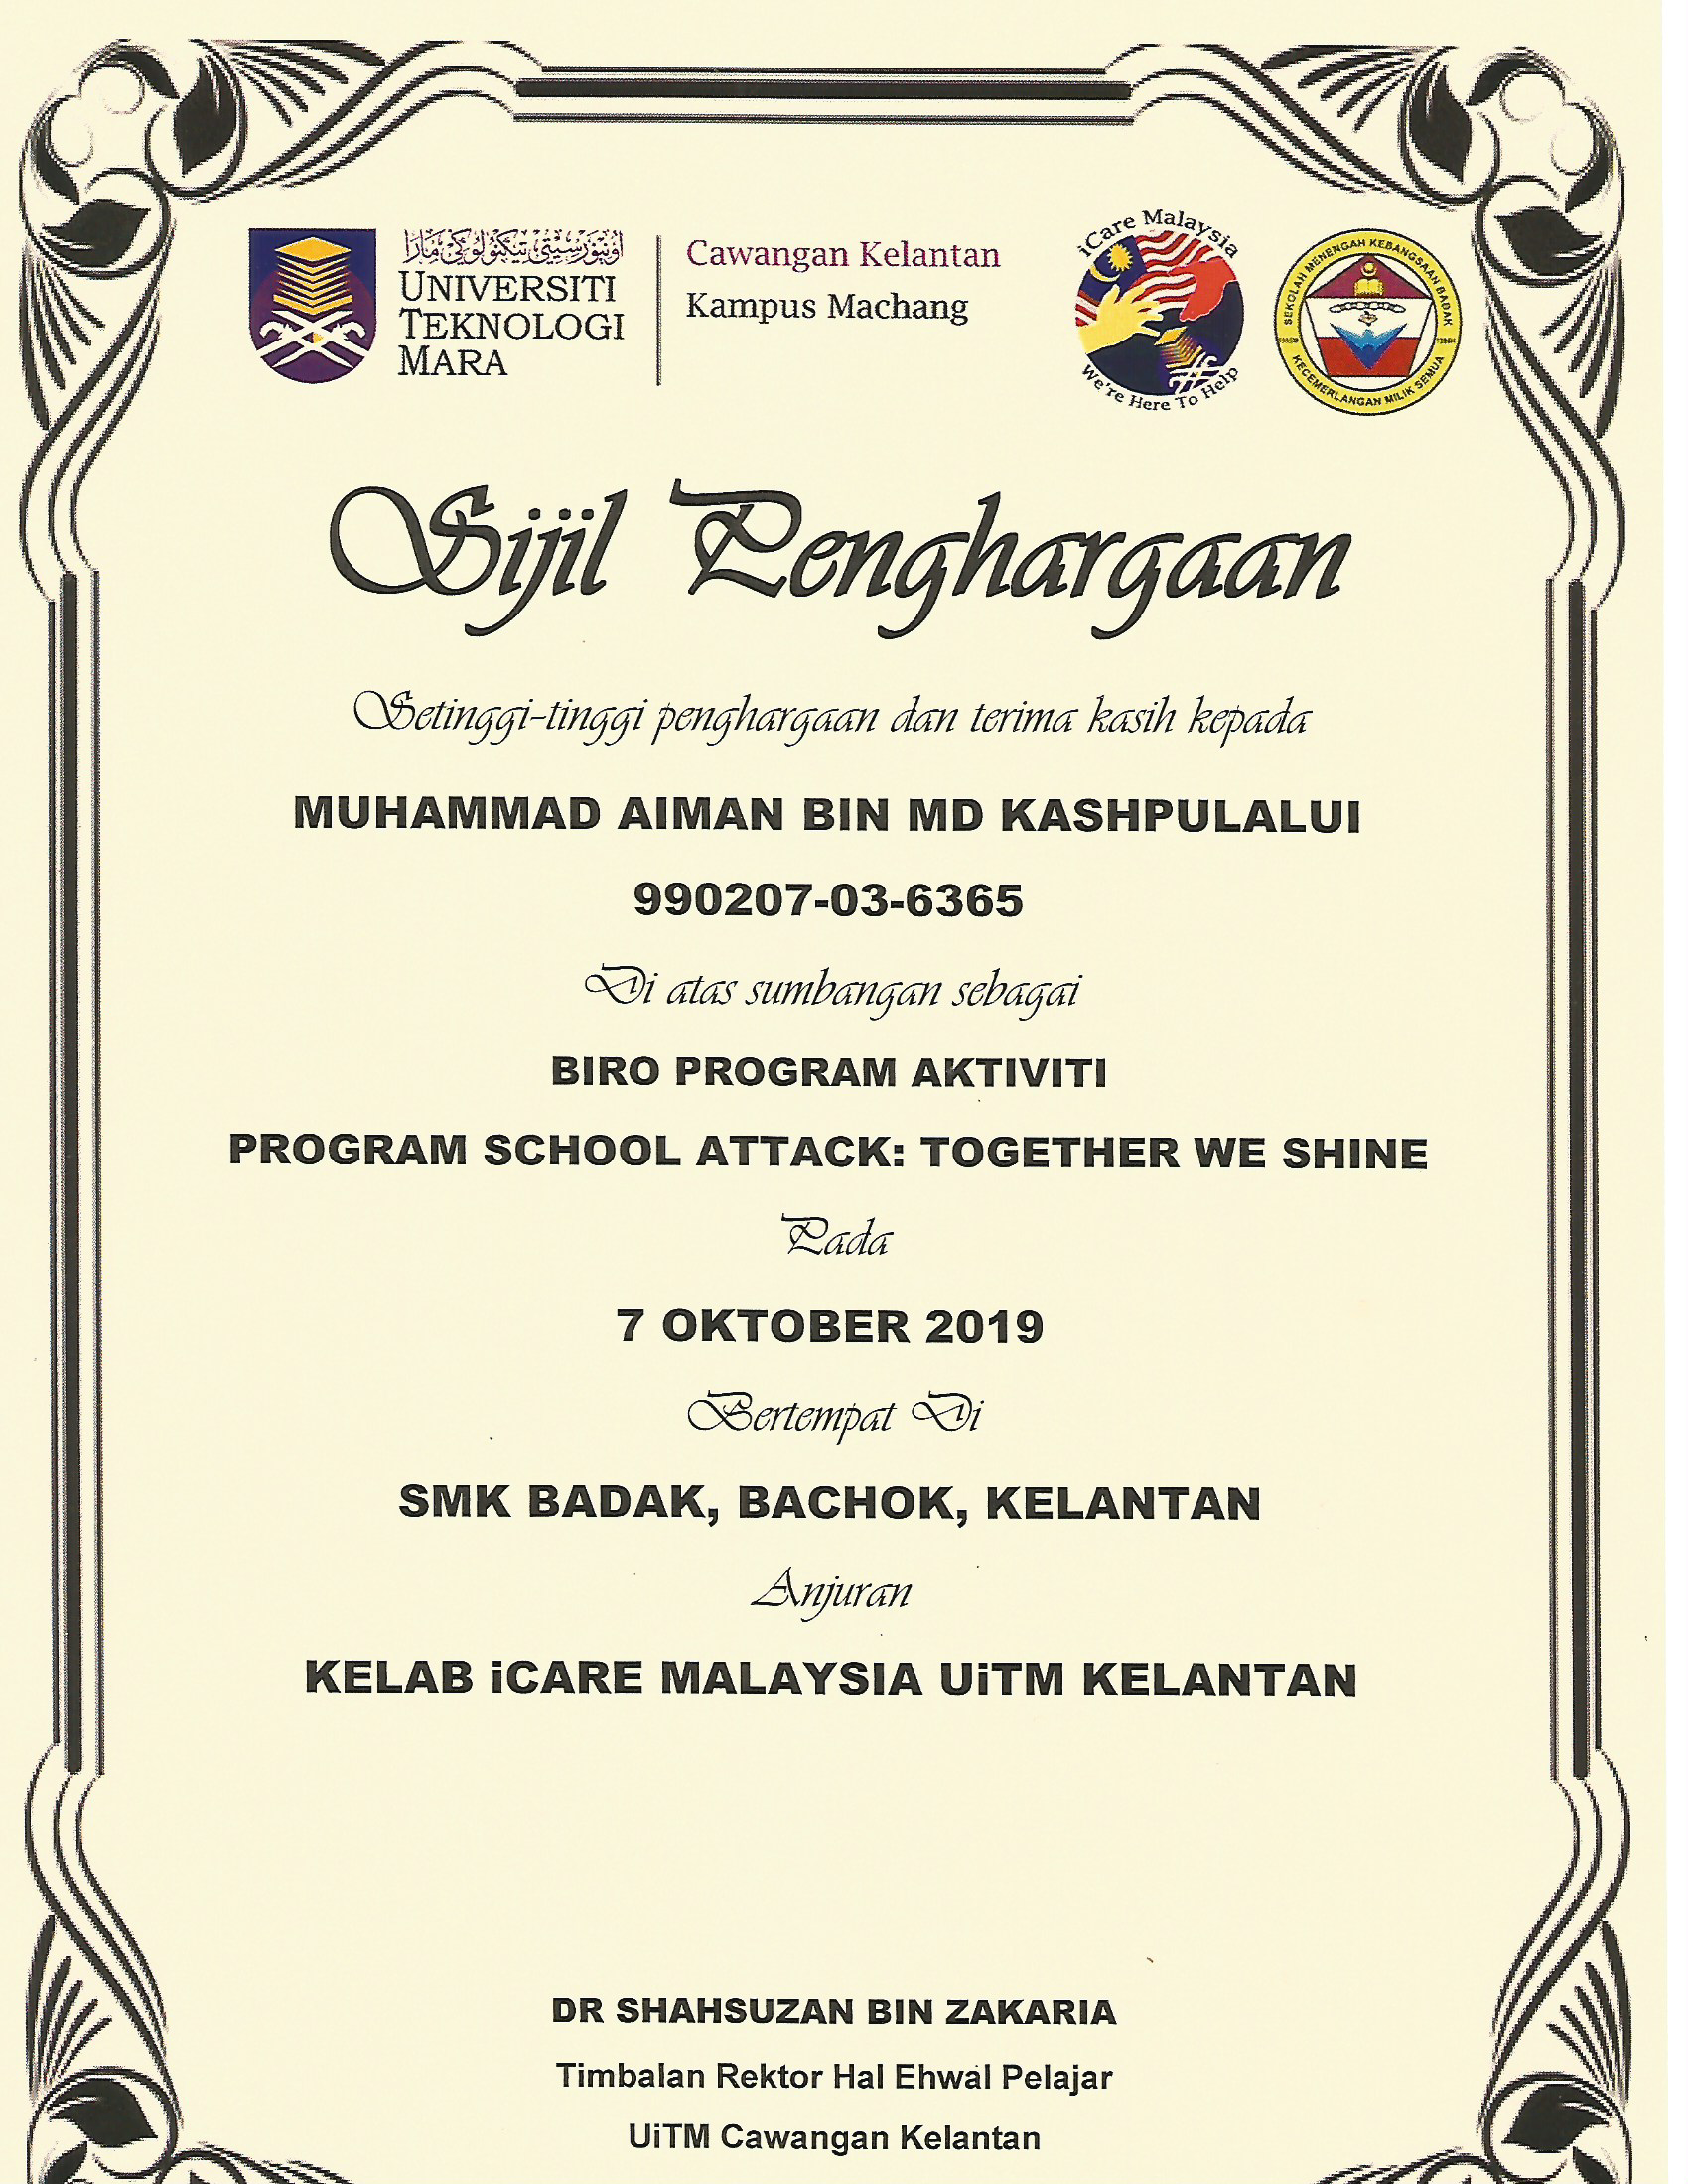 اونيۏرسيتي تيكنولوڬي مارا
UNIVERSITI
TEKNOLOGI
MARA
Cawangan Kelantan
Kampus Machang
iCare Malaysia
We're Here To Help
SEKOLAH MENENGAH KEBANGSAAN BADAK
KECEMERLANGAN MILIK SEMUA
Sijil Penghargaan
Setinggi-tinggi penghargaan dan terima kasih kepada
MUHAMMAD AIMAN BIN MD KASHPULALUI
990207-03-6365
Di atas sumbangan sebagai
BIRO PROGRAM AKTIVITI
PROGRAM SCHOOL ATTACK: TOGETHER WE SHINE
Pada
7 OKTOBER 2019
Bertempat Di
SMK BADAK, BACHOK, KELANTAN
Anjuran
KELAB iCARE MALAYSIA UiTM KELANTAN
DR SHAHSUZAN BIN ZAKARIA
Timbalan Rektor Hal Ehwal Pelajar
UiTM Cawangan Kelantan